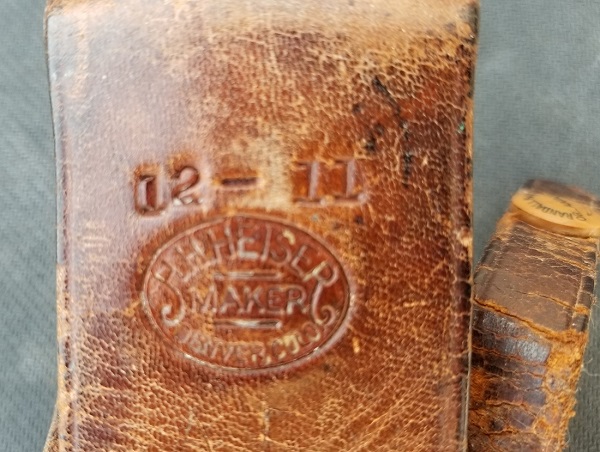 02 - 11
H.H. HEISER
MAKER
DENVER, COLO.